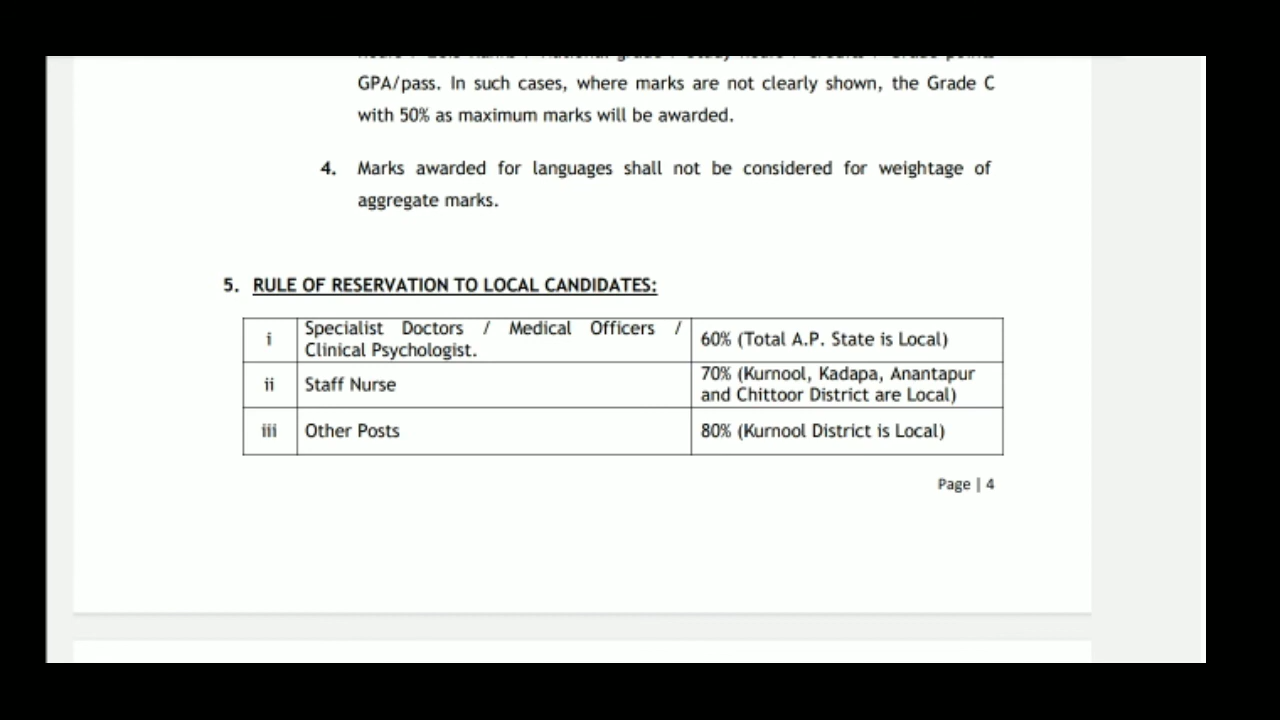 GPA/pass. In such cases, where marks are not clearly shown, the Grade C
with 50% as maximum marks will be awarded.
4. Marks awarded for languages shall not be considered for weightage of
aggregate marks.
5. RULE OF RESERVATION TO LOCAL CANDIDATES:
i Specialist Doctors / Medical Officers / Clinical Psychologist. 60% (Total A.P. State is Local)
ii Staff Nurse 70% (Kurnool, Kadapa, Anantapur and Chittoor District are Local)
iii Other Posts 80% (Kurnool District is Local)
Page | 4